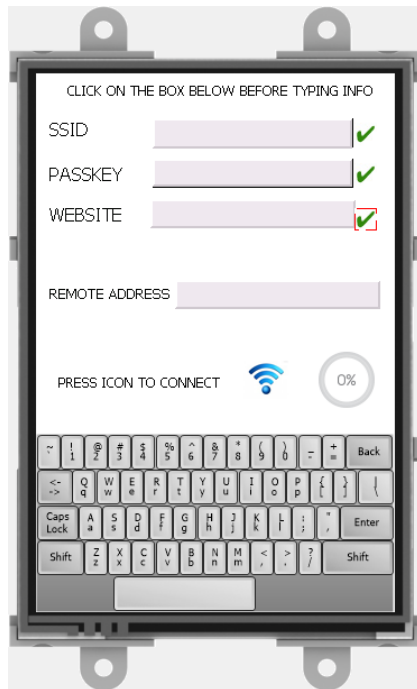 CLICK ON THE BOX BELOW BEFORE TYPING INFO
SSID
PASSKEY
WEBSITE
REMOTE ADDRESS
PRESS ICON TO CONNECT 0%
~ ` ! 1 @ 2 # 3 $ 4 % 5 ^ 6 & 7 * 8 ( 9 ) 0 _ - + = Back
<- -> Q q W w E e R r T t Y y U u I i O o P p { [ } ] | \
Caps Lock A a S s D d F f G g H h J j K k L l : ; " , Enter
Shift Z z X x C c V v B b N n M m < , > . ? / Shift